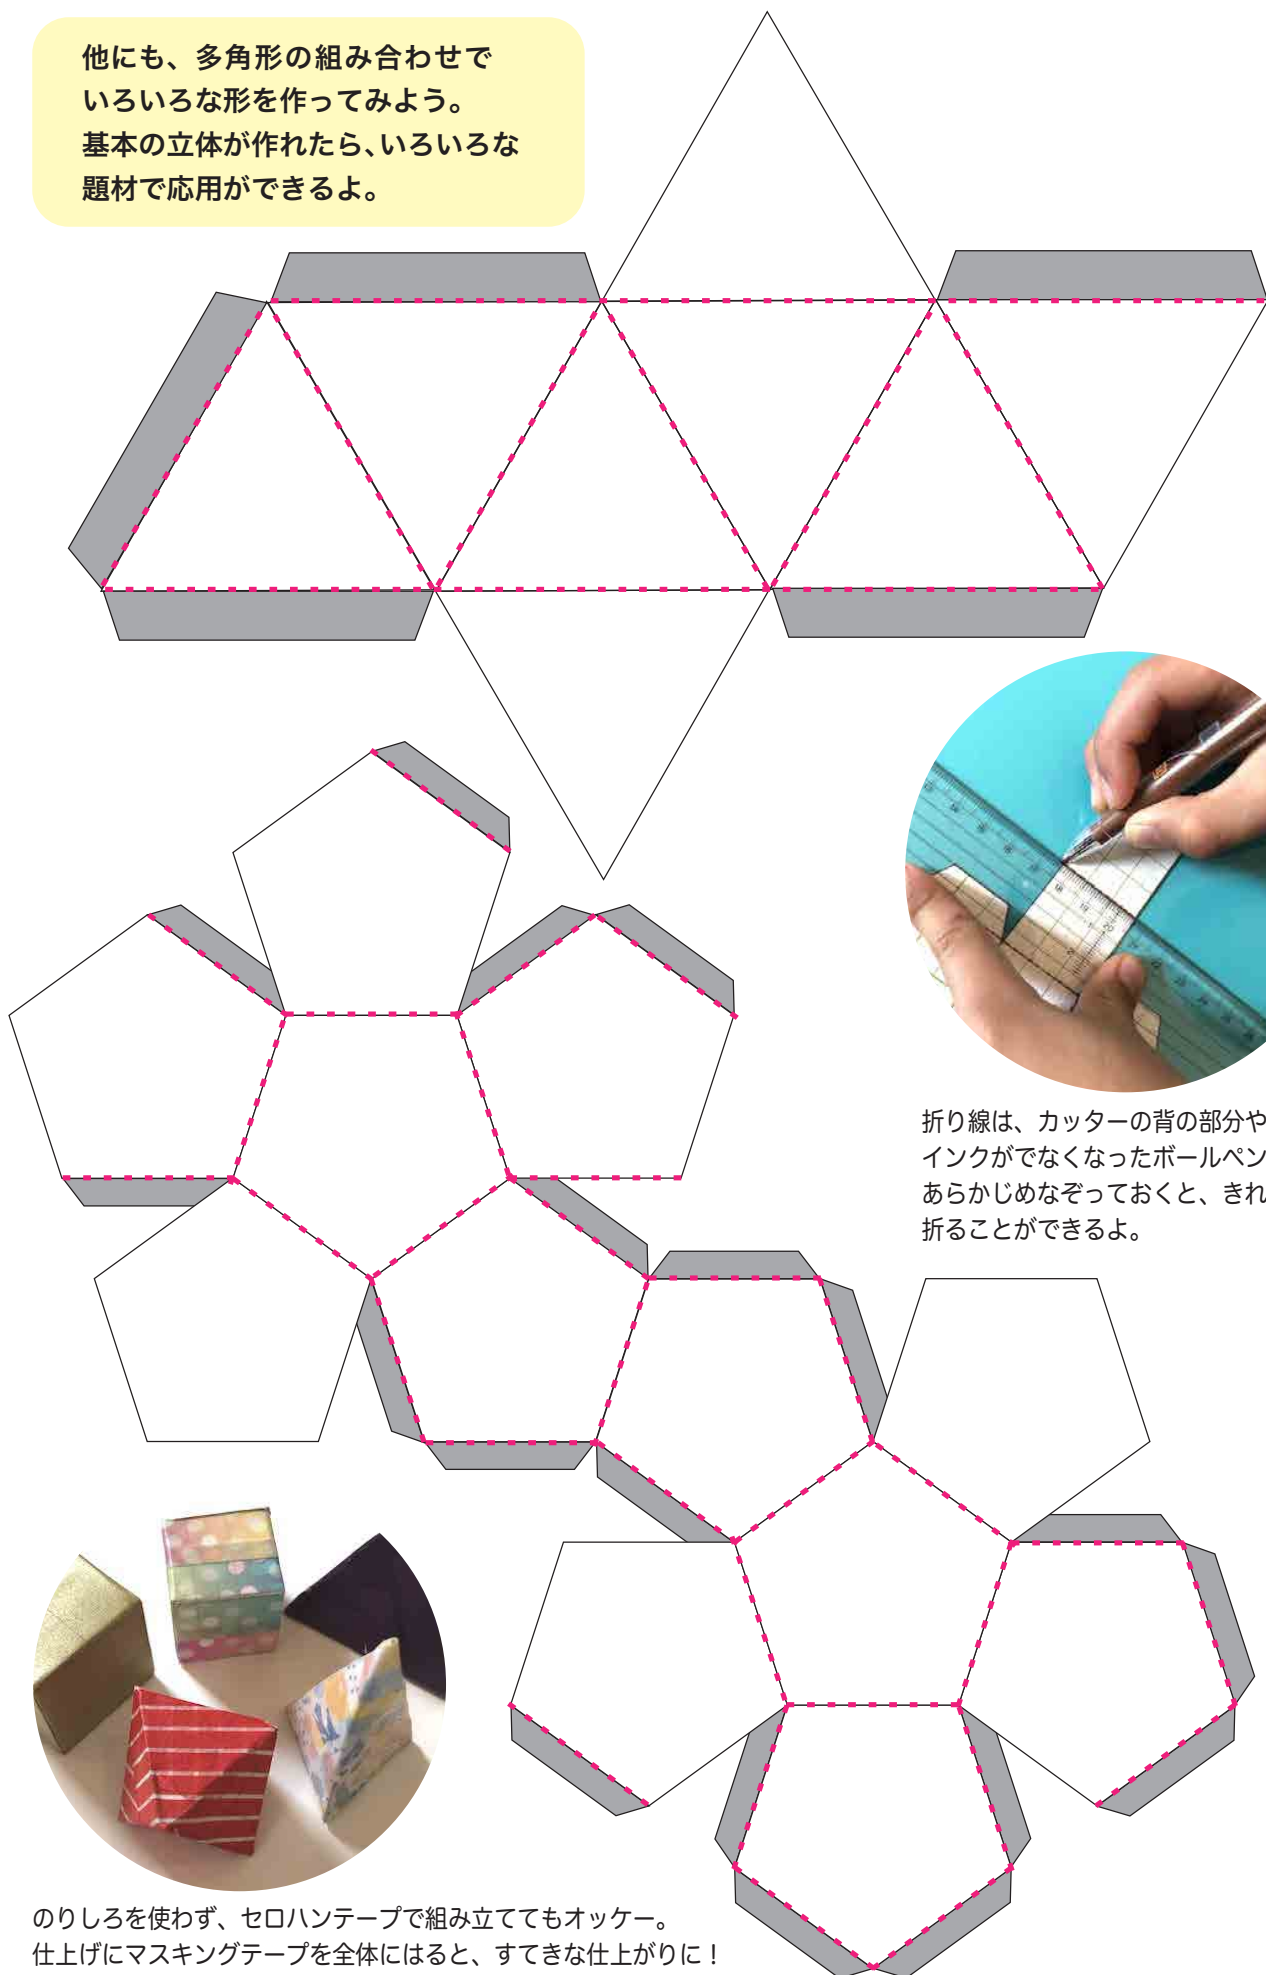 他にも、多角形の組み合わせで
いろいろな形を作ってみよう。
基本の立体が作れたら、いろいろな
題材で応用ができるよ。
折り線は、カッターの背の部分や
インクがでなくなったボールペン
あらかじめなぞっておくと、きれ
折ることができるよ。
のりしろを使わず、セロハンテープで組み立ててもオッケー。
仕上げにマスキングテープを全体にはると、すてきな仕上がりに！